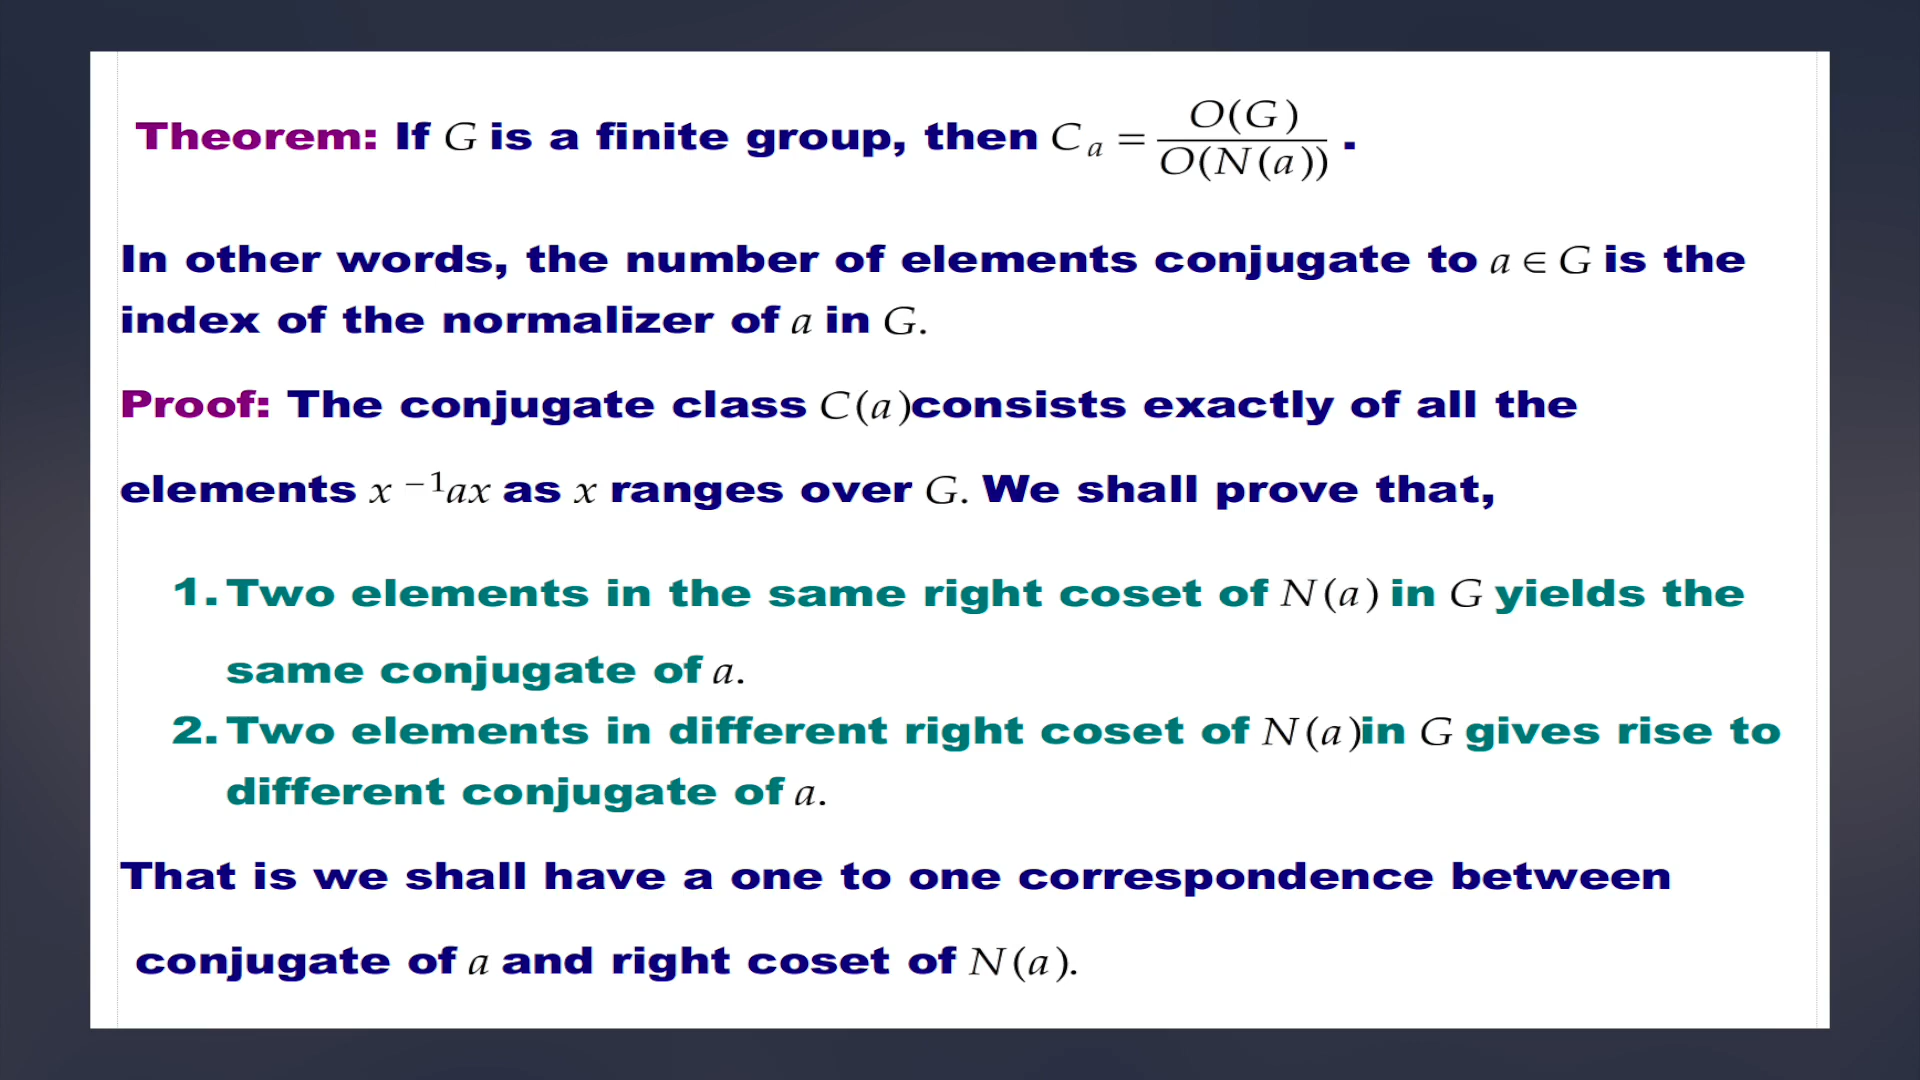 Theorem: If G is a finite group, then C_a = O(G) / O(N(a)) .
In other words, the number of elements conjugate to a ∈ G is the
index of the normalizer of a in G.
Proof: The conjugate class C(a)consists exactly of all the
elements x⁻¹ax as x ranges over G. We shall prove that,
1. Two elements in the same right coset of N(a) in G yields the
same conjugate of a.
2. Two elements in different right coset of N(a)in G gives rise to
different conjugate of a.
That is we shall have a one to one correspondence between
conjugate of a and right coset of N(a).